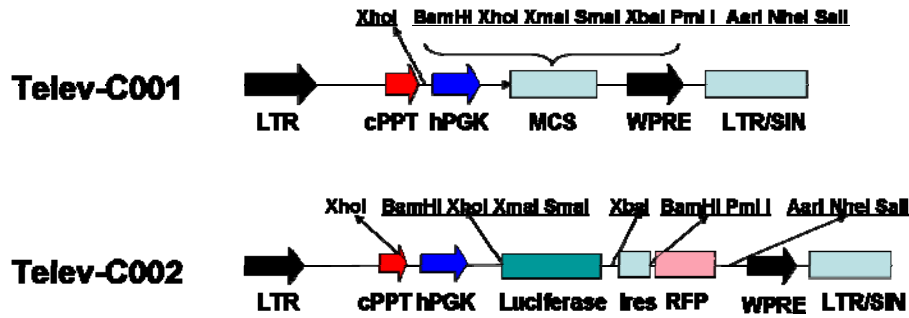 XhoI BamHI XhoI XmaI SmaI XbaI Pml I AarI NheI SalI
Telev-C001
LTR cPPT hPGK MCS WPRE LTR/SIN
XhoI BamHI XhoI XmaI SmaI XbaI BamHI Pml I AarI NheI SalI
Telev-C002
LTR cPPT hPGK Luciferase Ires RFP WPRE LTR/SIN